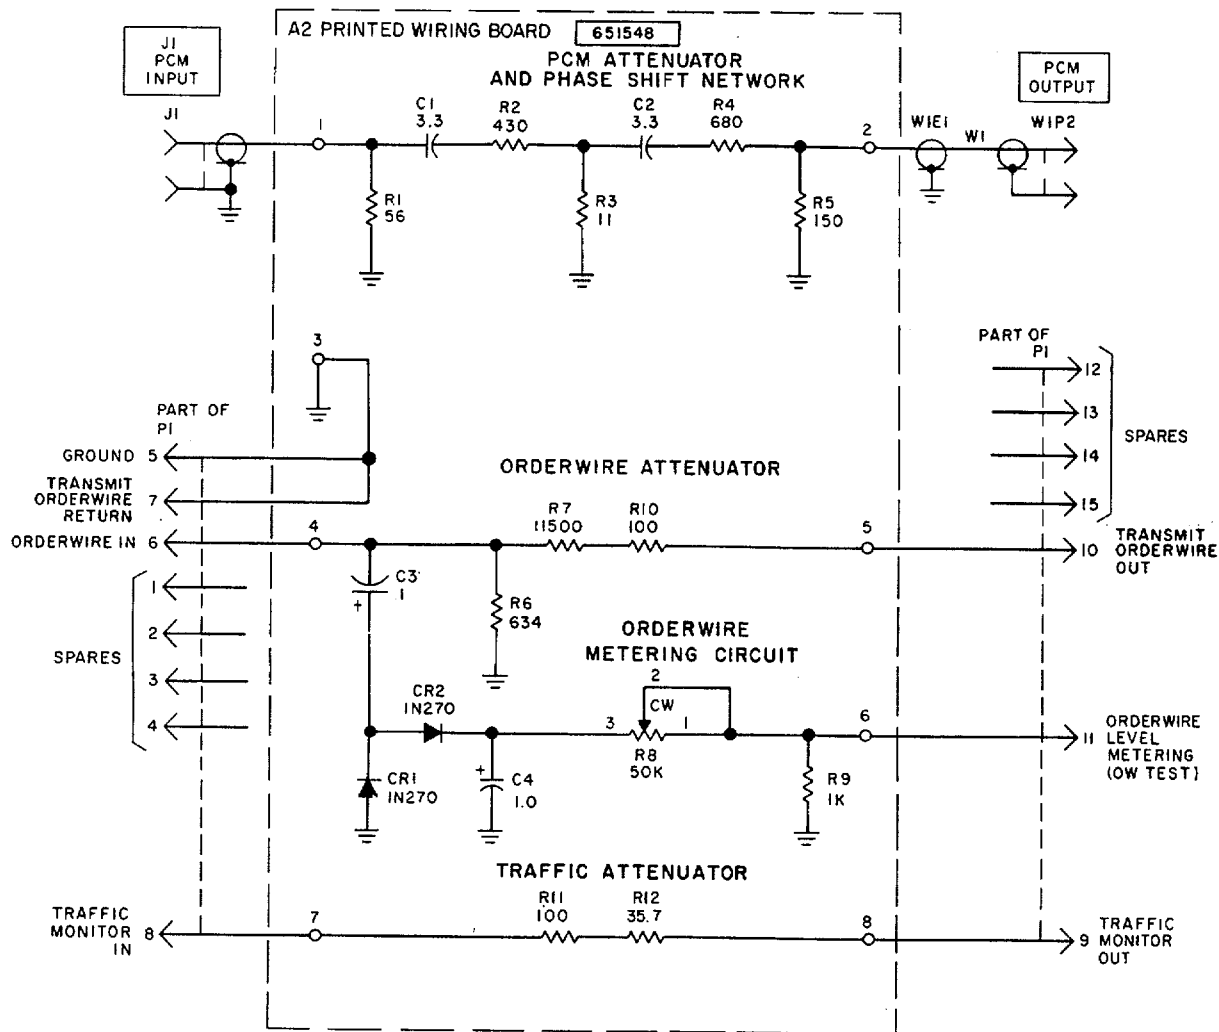 A2 PRINTED WIRING BOARD 651548
J1
PCM
INPUT
PCM ATTENUATOR
AND PHASE SHIFT NETWORK
PCM
OUTPUT
J1
1
C1
3.3
R2
430
C2
3.3
R4
680
2
W1E1
W1
W1P2
R1
56
R3
11
R5
150
3
PART OF
P1
GROUND 5
TRANSMIT
ORDERWIRE
RETURN
7
ORDERWIRE IN 6
SPARES
1
2
3
4
PART OF
P1
12
13
14
15
SPARES
ORDERWIRE ATTENUATOR
4
R7
11500
R10
100
5
10
TRANSMIT
ORDERWIRE
OUT
C3
1
+
R6
634
ORDERWIRE
METERING CIRCUIT
CR2
1N270
2
CW
3
1
R8
50K
6
11
ORDERWIRE
LEVEL
METERING
(OW TEST)
CR1
1N270
+
C4
1.0
R9
1K
TRAFFIC ATTENUATOR
TRAFFIC
MONITOR
IN
8
7
R11
100
R12
35.7
8
9
TRAFFIC
MONITOR
OUT